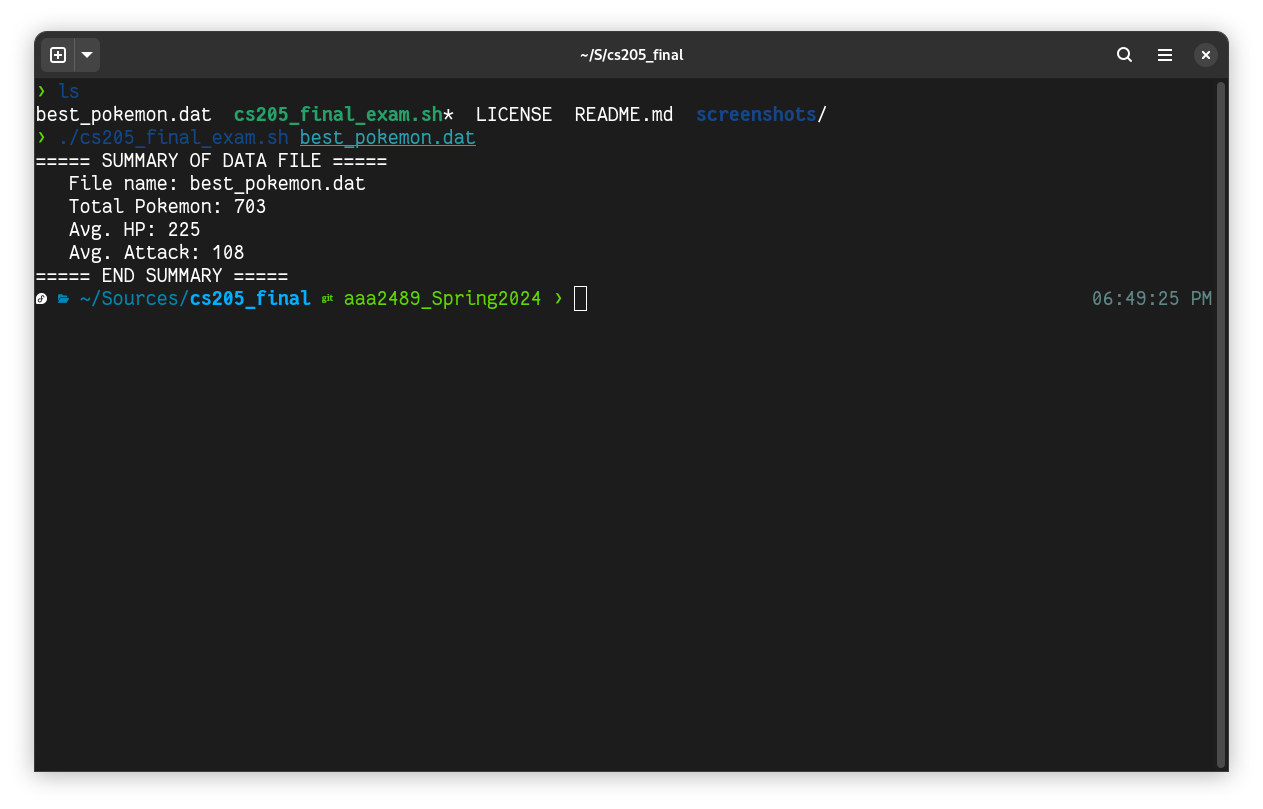 ~/S/cs205_final
❯ ls
best_pokemon.dat  cs205_final_exam.sh*  LICENSE  README.md  screenshots/
❯ ./cs205_final_exam.sh best_pokemon.dat
===== SUMMARY OF DATA FILE =====
   File name: best_pokemon.dat
   Total Pokemon: 703
   Avg. HP: 225
   Avg. Attack: 108
===== END SUMMARY =====
~/Sources/cs205_final git aaa2489_Spring2024 ❯ 06:49:25 PM